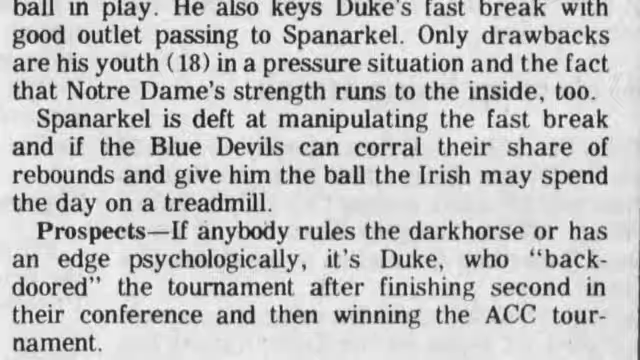 ball in play. He also keys Duke's fast break with
good outlet passing to Spanarkel. Only drawbacks
are his youth (18) in a pressure situation and the fact
that Notre Dame's strength runs to the inside, too.
Spanarkel is deft at manipulating the fast break
and if the Blue Devils can corral their share of
rebounds and give him the ball the Irish may spend
the day on a treadmill.
Prospects—If anybody rules the darkhorse or has
an edge psychologically, it's Duke, who "back-
doored" the tournament after finishing second in
their conference and then winning the ACC tour-
nament.